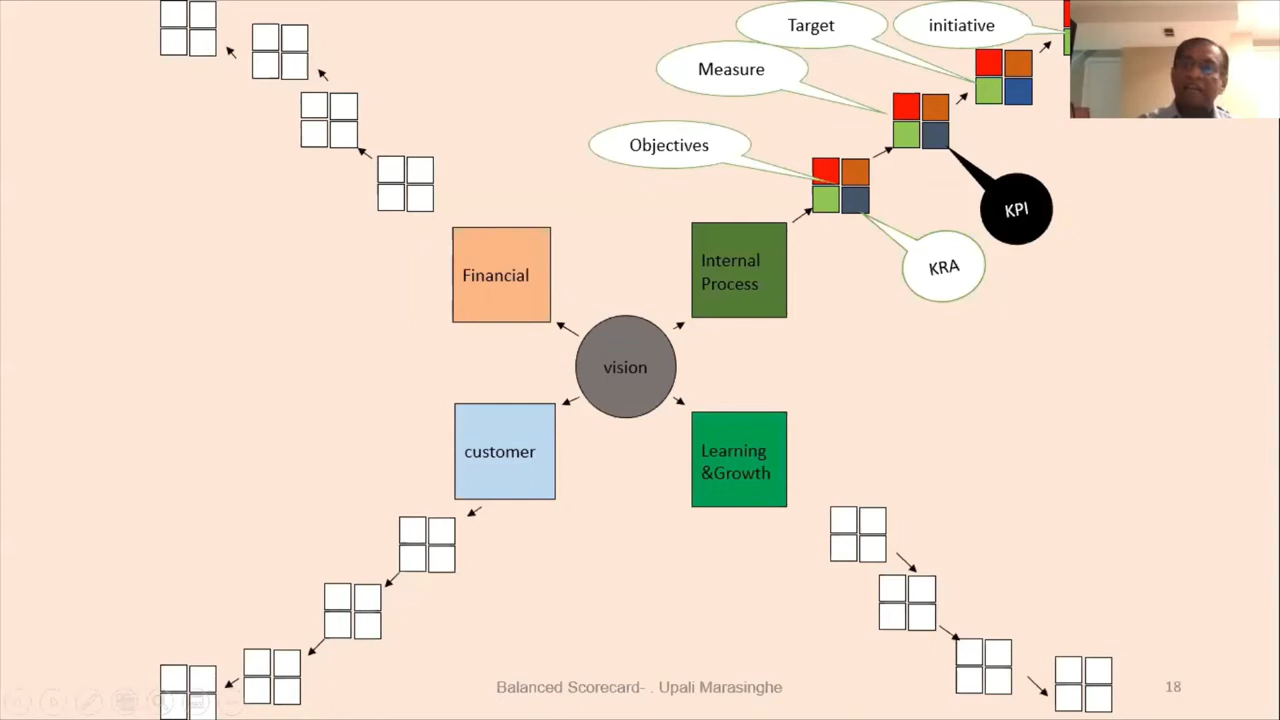 Target
initiative
Measure
Objectives
KPI
KRA
Financial
Internal
Process
vision
customer
Learning
&Growth
Balanced Scorecard- . Upali Marasinghe
18